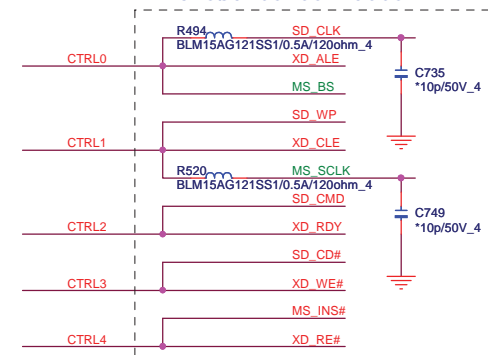 R494 SD_CLK
BLM15AG121SS1/0.5A/120ohm_4
CTRL0 XD_ALE
C735
*10p/50V_4
MS_BS
SD_WP
CTRL1 XD_CLE
R520 MS_SCLK
BLM15AG121SS1/0.5A/120ohm_4
SD_CMD
C749
*10p/50V_4
CTRL2 XD_RDY
SD_CD#
CTRL3 XD_WE#
MS_INS#
CTRL4 XD_RE#